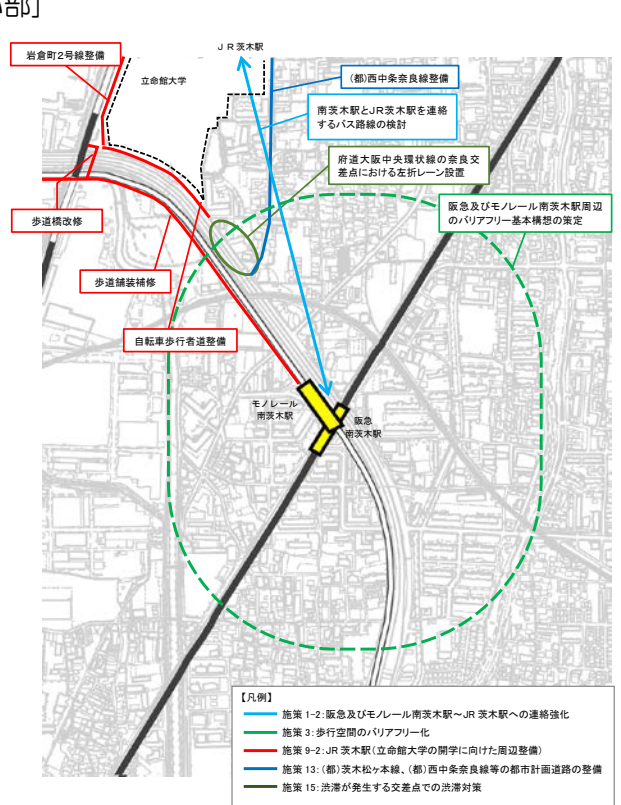 部」
岩倉町2号線整備
JR茨木駅
立命館大学
(都)西中条奈良線整備
南茨木駅とJR茨木駅を連絡
するバス路線の検討
府道大阪中央環状線の奈良交
差点における左折レーン設置
阪急及びモノレール南茨木駅周辺
のバリアフリー基本構想の策定
歩道橋改修
歩道舗装補修
自転車歩行者道整備
モノレール
南茨木駅
阪急
南茨木駅
【凡例】
施策 1-2:阪急及びモノレール南茨木駅～JR 茨木駅への連絡強化
施策 3:歩行空間のバリアフリー化
施策 9-2:JR 茨木駅(立命館大学の開学に向けた周辺整備)
施策 13:(都)茨木松ヶ本線、(都)西中条奈良線等の都市計画道路の整備
施策 15:渋滞が発生する交差点での渋滞対策